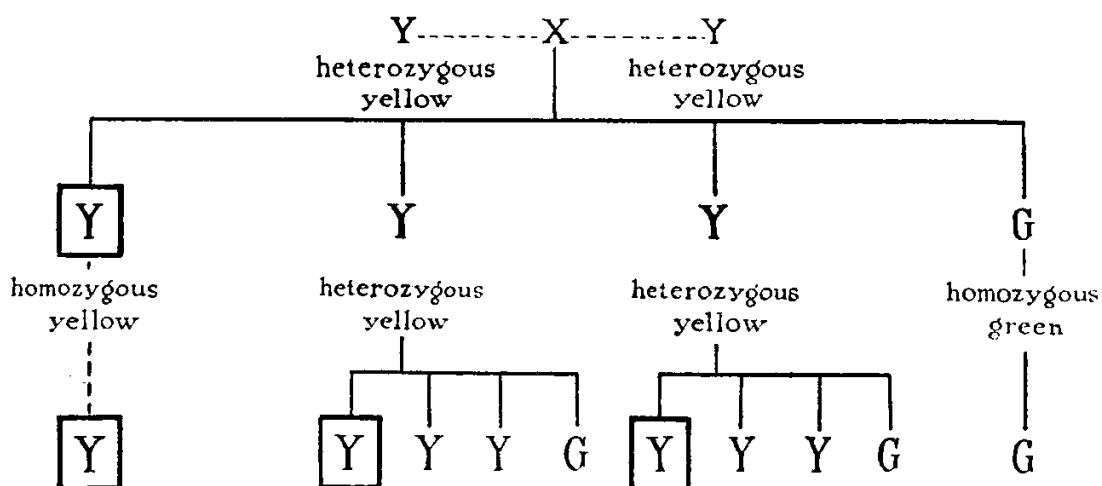 Y X Y
heterozygous heterozygous
yellow yellow
Y Y Y G
homozygous heterozygous heterozygous homozygous
yellow yellow yellow green
Y Y Y Y G Y Y Y G G